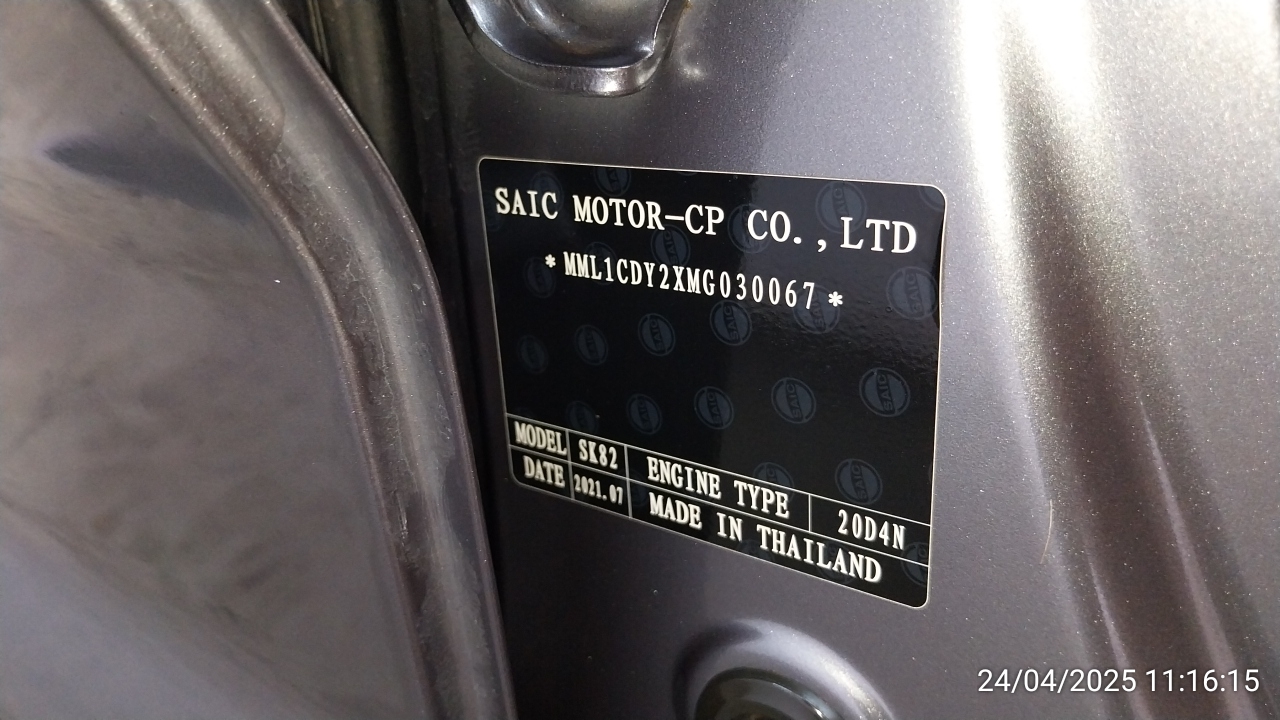 SAIC MOTOR-CP CO.,LTD
*MML1CDY2XMG030067*
MODEL SK82 ENGINE TYPE 20D4N
DATE 2021.07 MADE IN THAILAND
24/04/2025 11:16:15